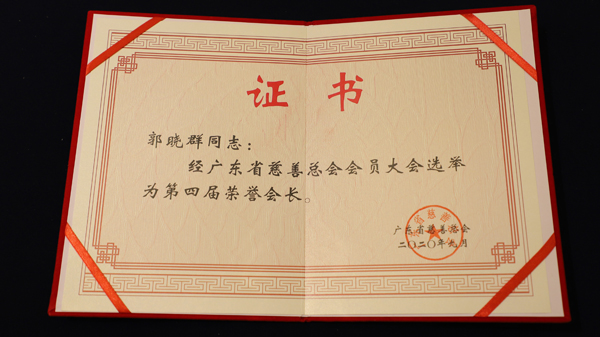 证书
郭晓群同志：
经广东省慈善总会会员大会选举
为第四届荣誉会长。
广东省慈善总会
二〇二〇年九月